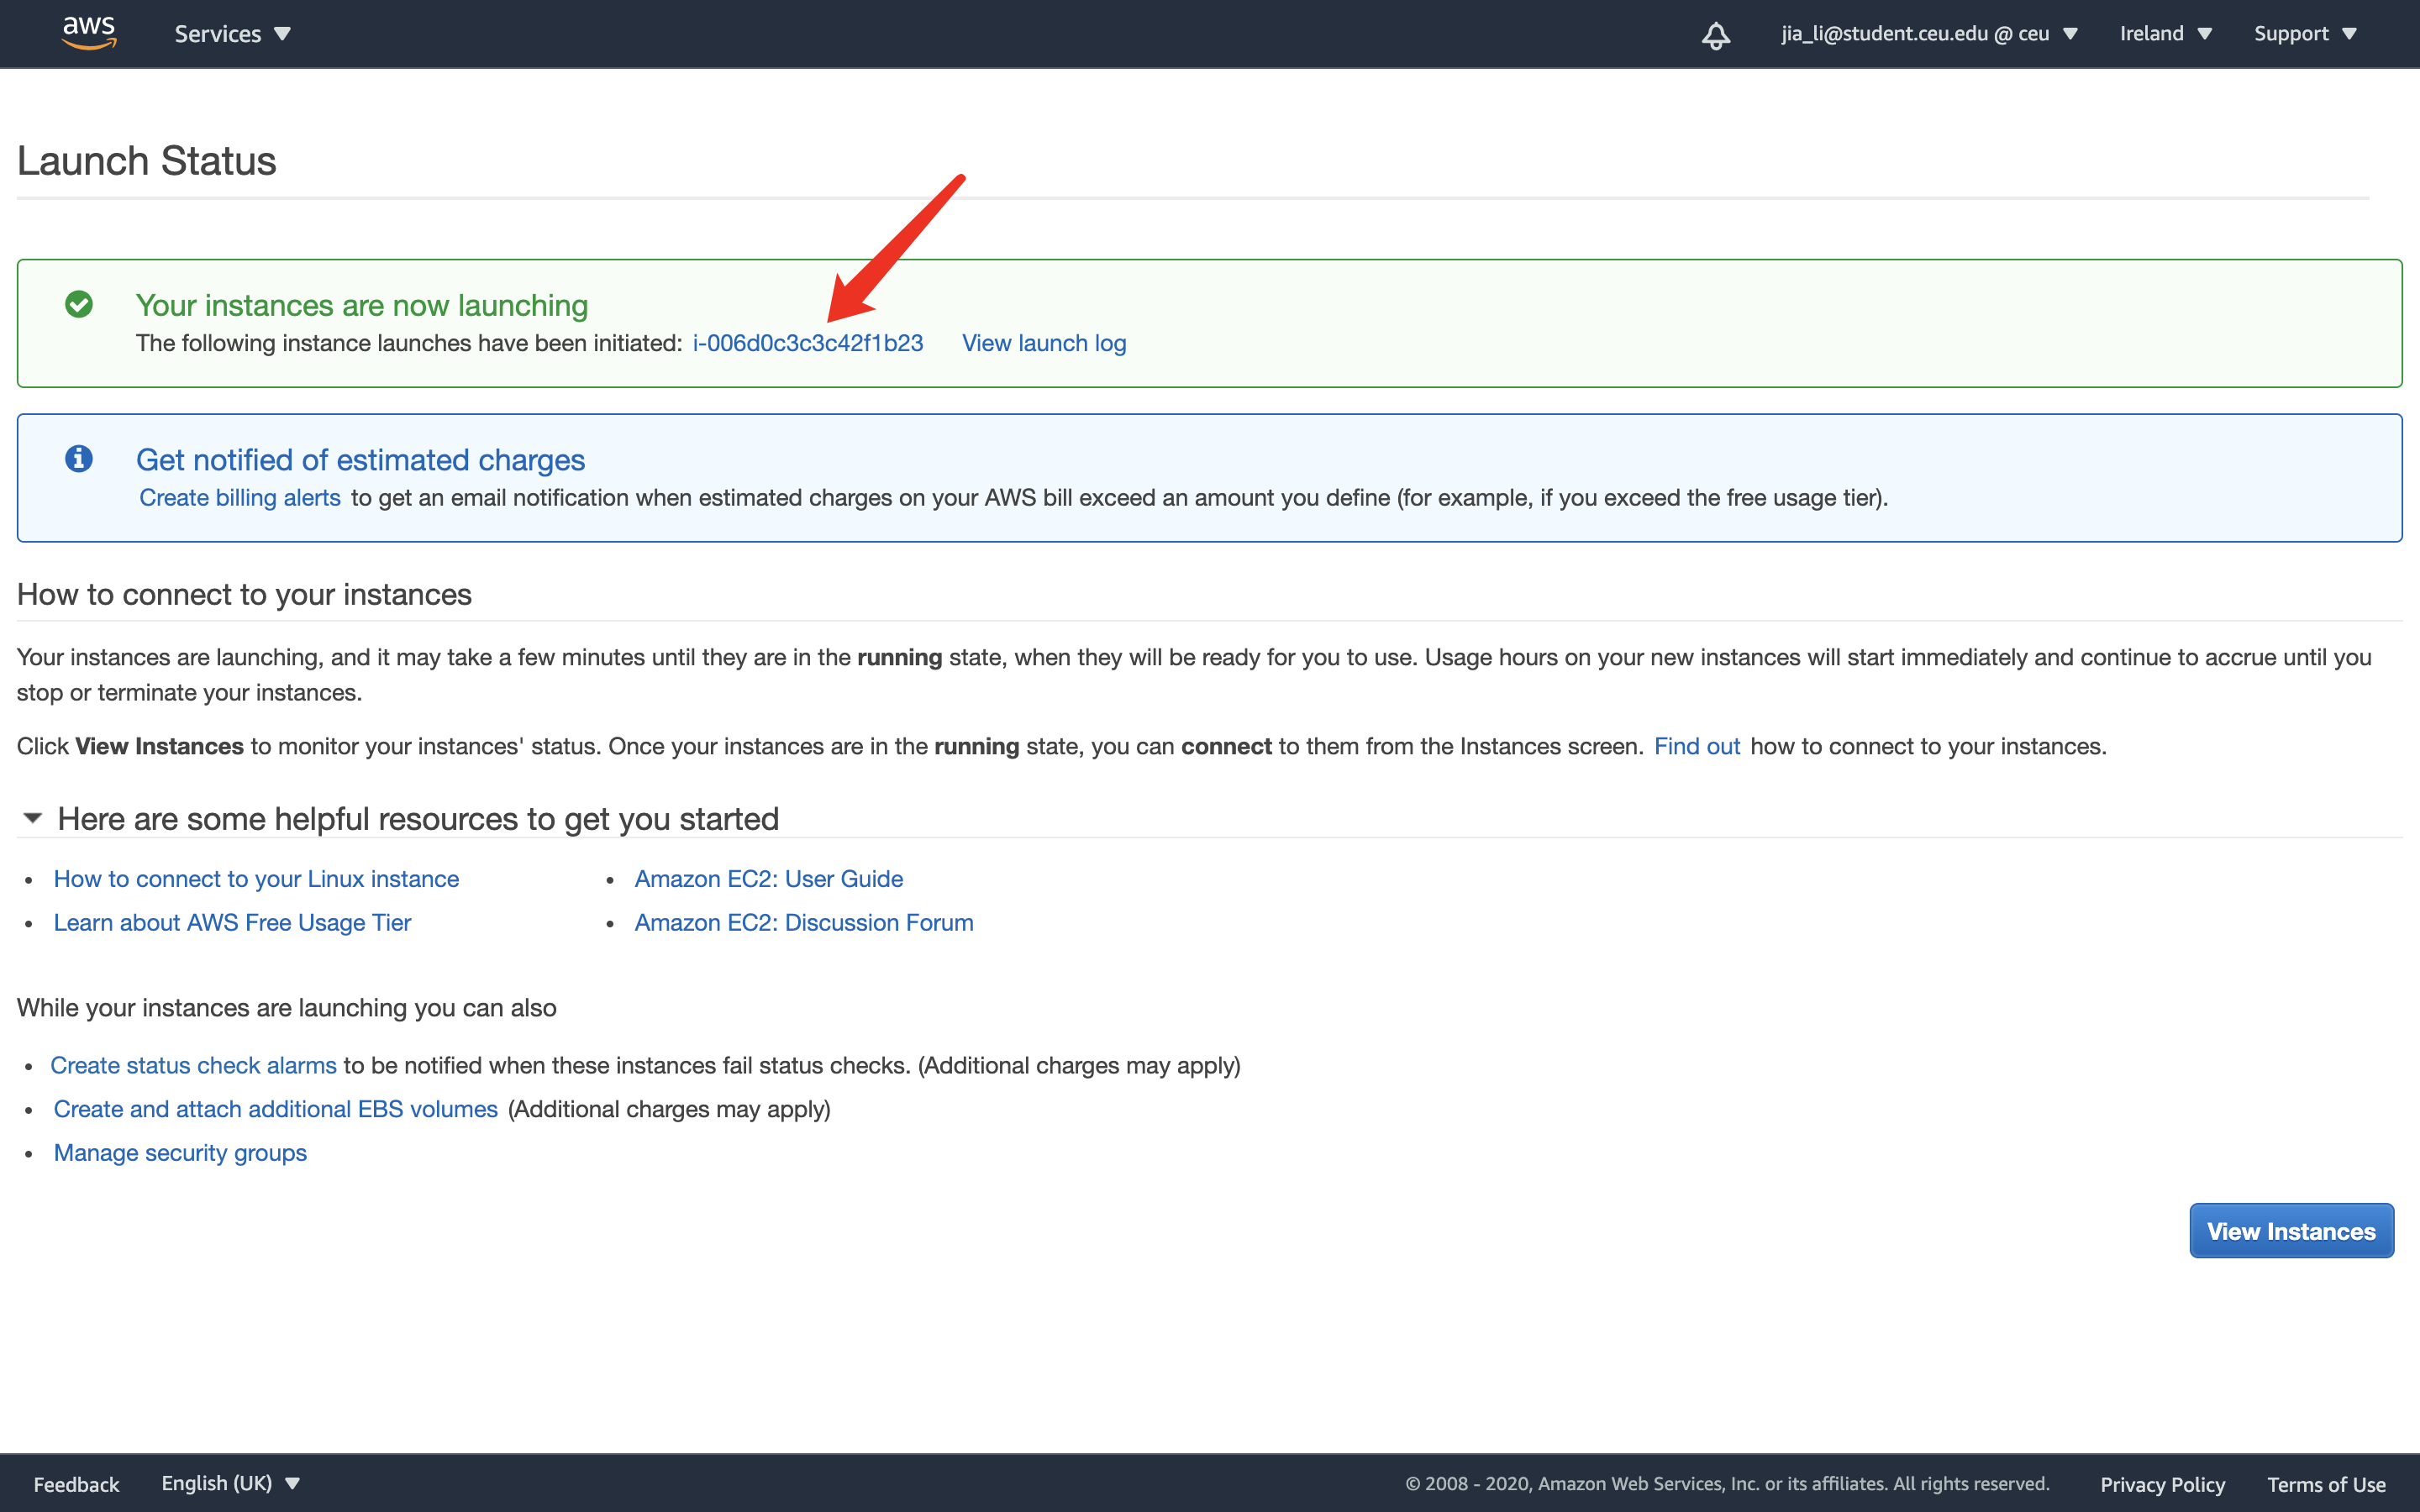 aws Services jia_li@student.ceu.edu @ ceu Ireland Support
Launch Status
Your instances are now launching
The following instance launches have been initiated: i-006d0c3c3c42f1b23 View launch log
Get notified of estimated charges
Create billing alerts to get an email notification when estimated charges on your AWS bill exceed an amount you define (for example, if you exceed the free usage tier).
How to connect to your instances
Your instances are launching, and it may take a few minutes until they are in the running state, when they will be ready for you to use. Usage hours on your new instances will start immediately and continue to accrue until you
stop or terminate your instances.
Click View Instances to monitor your instances' status. Once your instances are in the running state, you can connect to them from the Instances screen. Find out how to connect to your instances.
Here are some helpful resources to get you started
• How to connect to your Linux instance
• Learn about AWS Free Usage Tier
• Amazon EC2: User Guide
• Amazon EC2: Discussion Forum
While your instances are launching you can also
• Create status check alarms to be notified when these instances fail status checks. (Additional charges may apply)
• Create and attach additional EBS volumes (Additional charges may apply)
• Manage security groups
View Instances
Feedback English (UK) © 2008 - 2020, Amazon Web Services, Inc. or its affiliates. All rights reserved. Privacy Policy Terms of Use